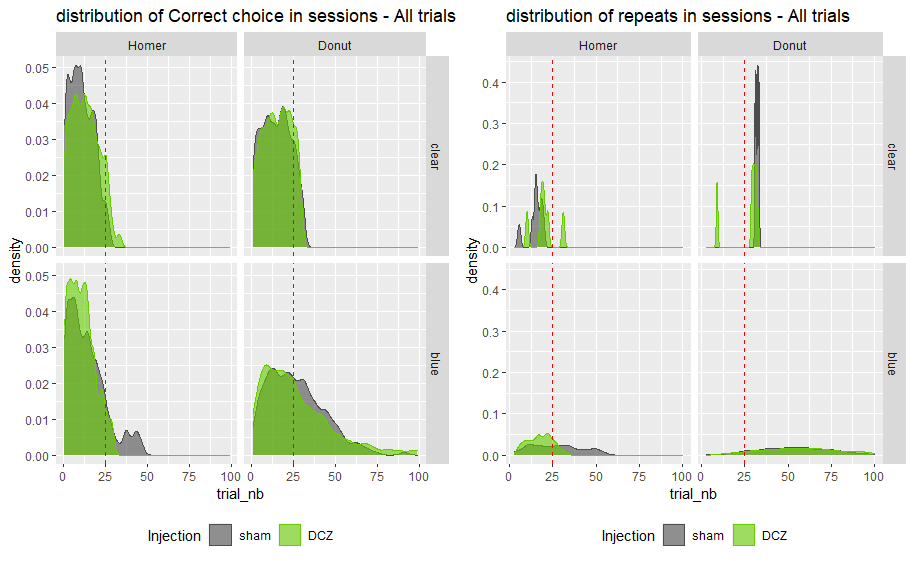 distribution of Correct choice in sessions - All trials
Homer
Donut
0.05
0.04
0.03
0.02
0.01
0.00
clear
density
0.05
0.04
0.03
0.02
0.01
0.00
blue
0
25
50
75
100
0
25
50
75
100
trial_nb
Injection
sham
DCZ
distribution of repeats in sessions - All trials
Homer
Donut
0.4
0.3
0.2
0.1
0.0
clear
density
0.4
0.3
0.2
0.1
0.0
blue
0
25
50
75
100
0
25
50
75
100
trial_nb
Injection
sham
DCZ